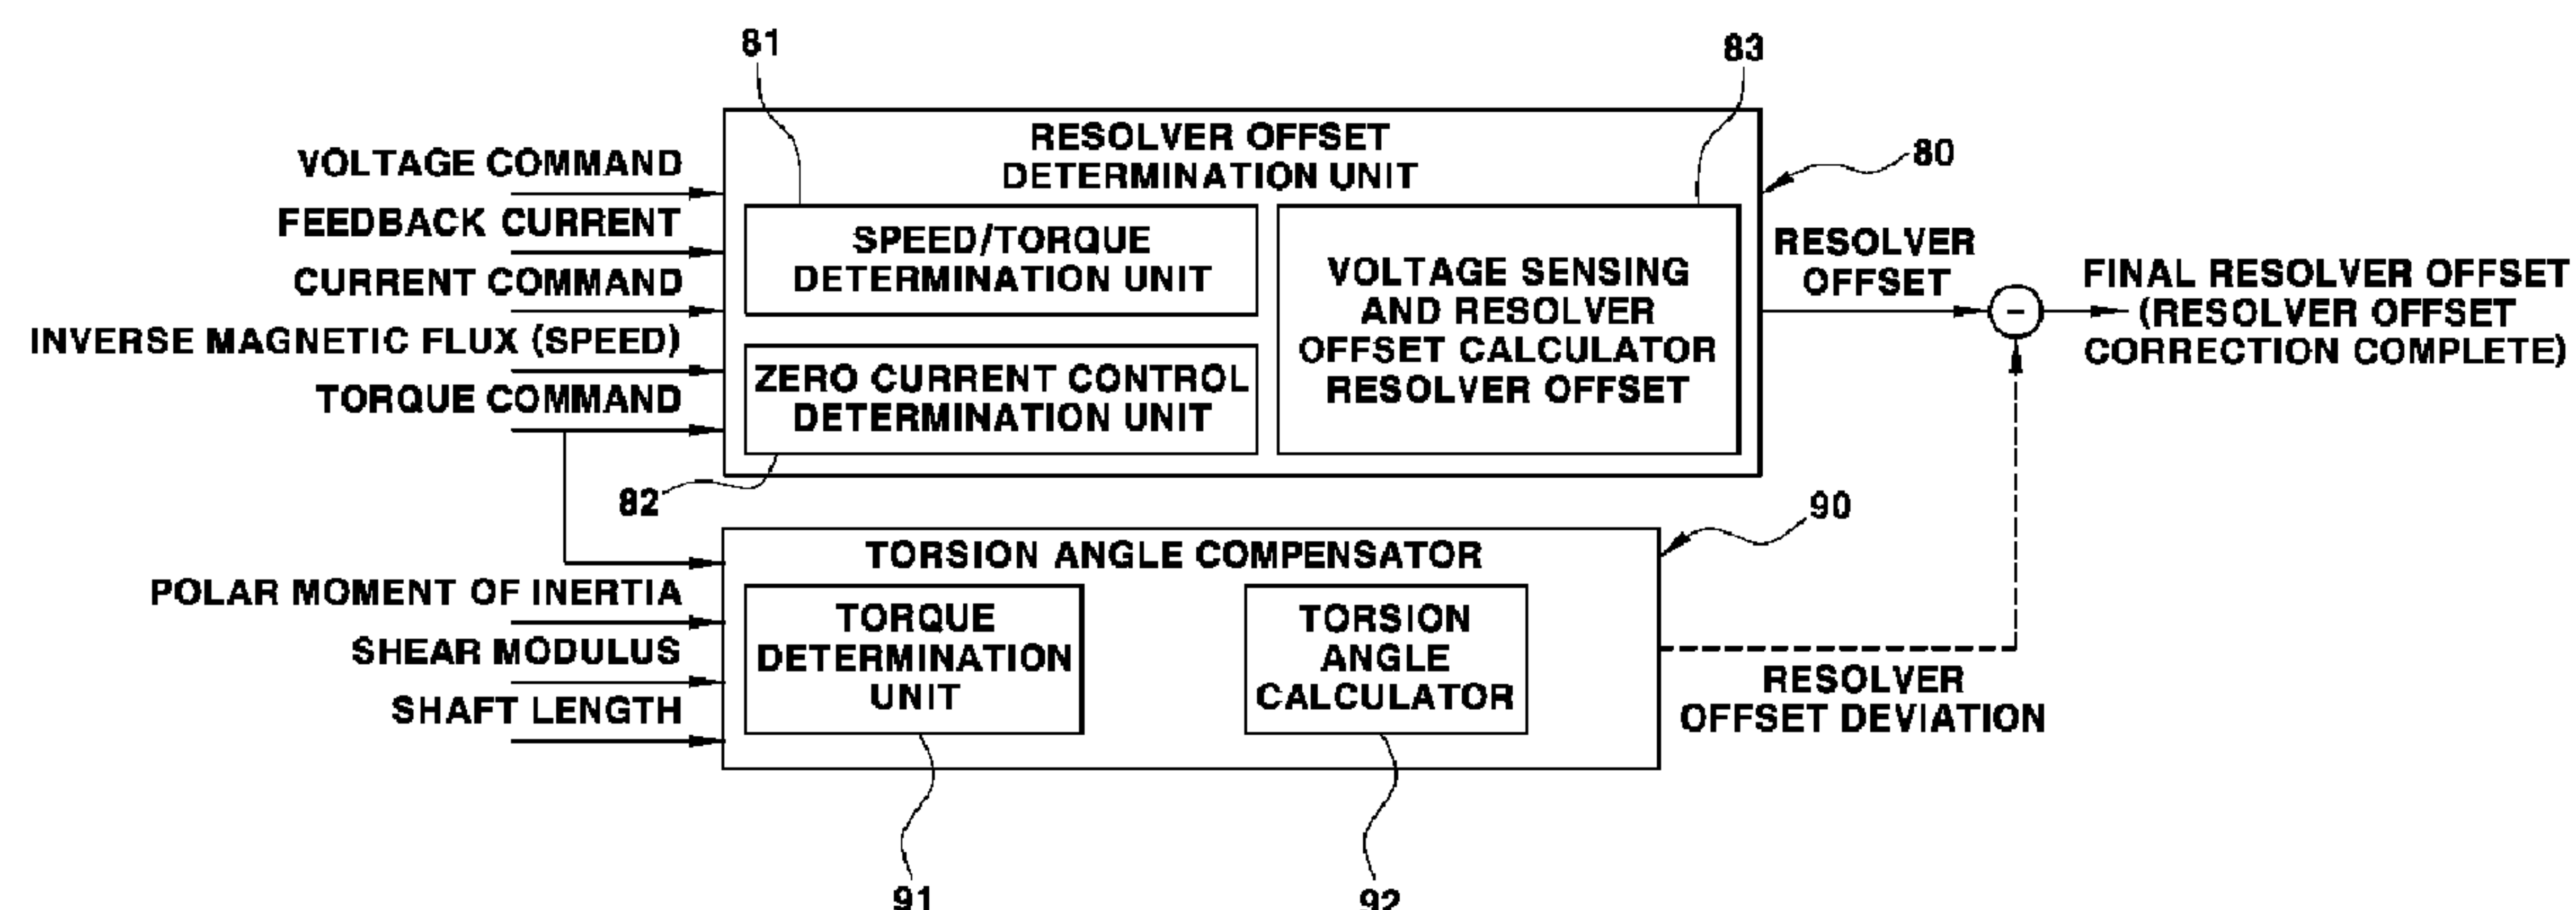 81
83
RESOLVER OFFSET
DETERMINATION UNIT
80
VOLTAGE COMMAND
FEEDBACK CURRENT
CURRENT COMMAND
INVERSE MAGNETIC FLUX (SPEED)
TORQUE COMMAND
SPEED/TORQUE
DETERMINATION UNIT
ZERO CURRENT CONTROL
DETERMINATION UNIT
VOLTAGE SENSING
AND RESOLVER
OFFSET CALCULATOR
RESOLVER OFFSET
RESOLVER
OFFSET
-
FINAL RESOLVER OFFSET
(RESOLVER OFFSET
CORRECTION COMPLETE)
82
90
TORSION ANGLE COMPENSATOR
POLAR MOMENT OF INERTIA
SHEAR MODULUS
SHAFT LENGTH
TORQUE
DETERMINATION
UNIT
TORSION
ANGLE
CALCULATOR
RESOLVER
OFFSET DEVIATION
91
92